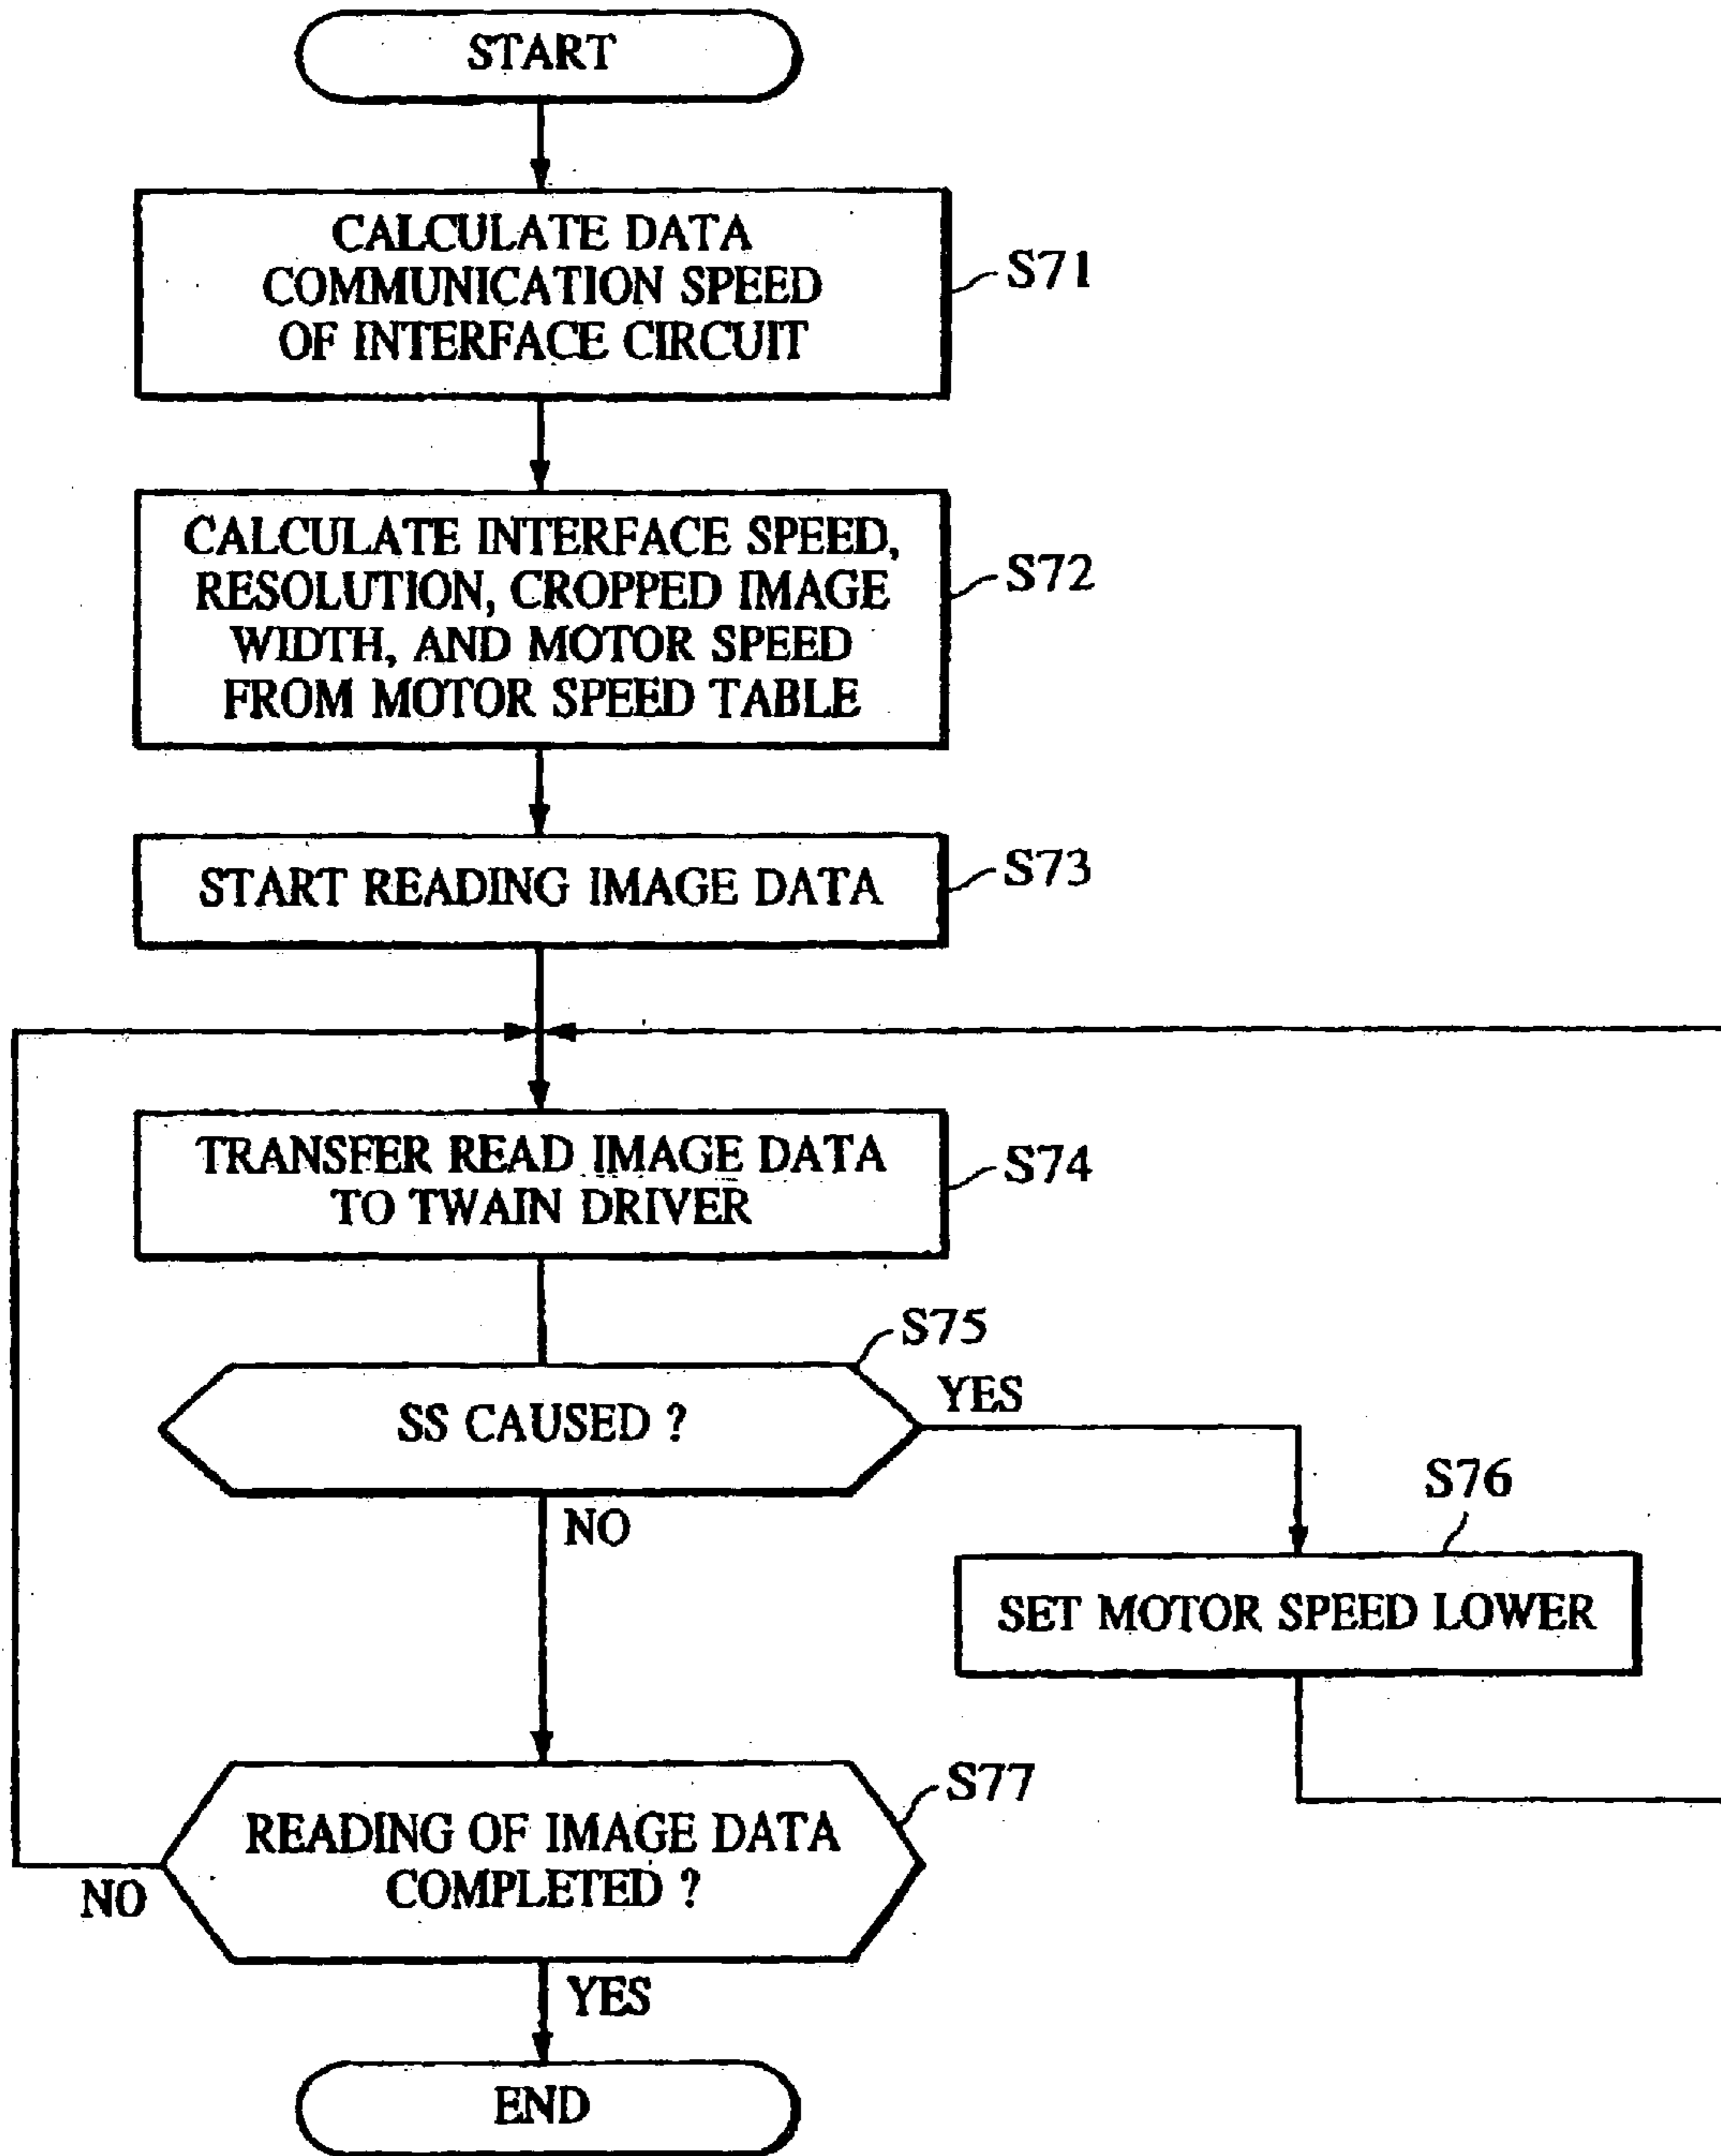 START
CALCULATE DATA
COMMUNICATION SPEED
OF INTERFACE CIRCUIT
S71
CALCULATE INTERFACE SPEED,
RESOLUTION, CROPPED IMAGE
WIDTH, AND MOTOR SPEED
FROM MOTOR SPEED TABLE
S72
START READING IMAGE DATA
S73
TRANSFER READ IMAGE DATA
TO TWAIN DRIVER
S74
S75
SS CAUSED ?
YES
NO
S76
SET MOTOR SPEED LOWER
S77
READING OF IMAGE DATA
COMPLETED ?
NO
YES
END